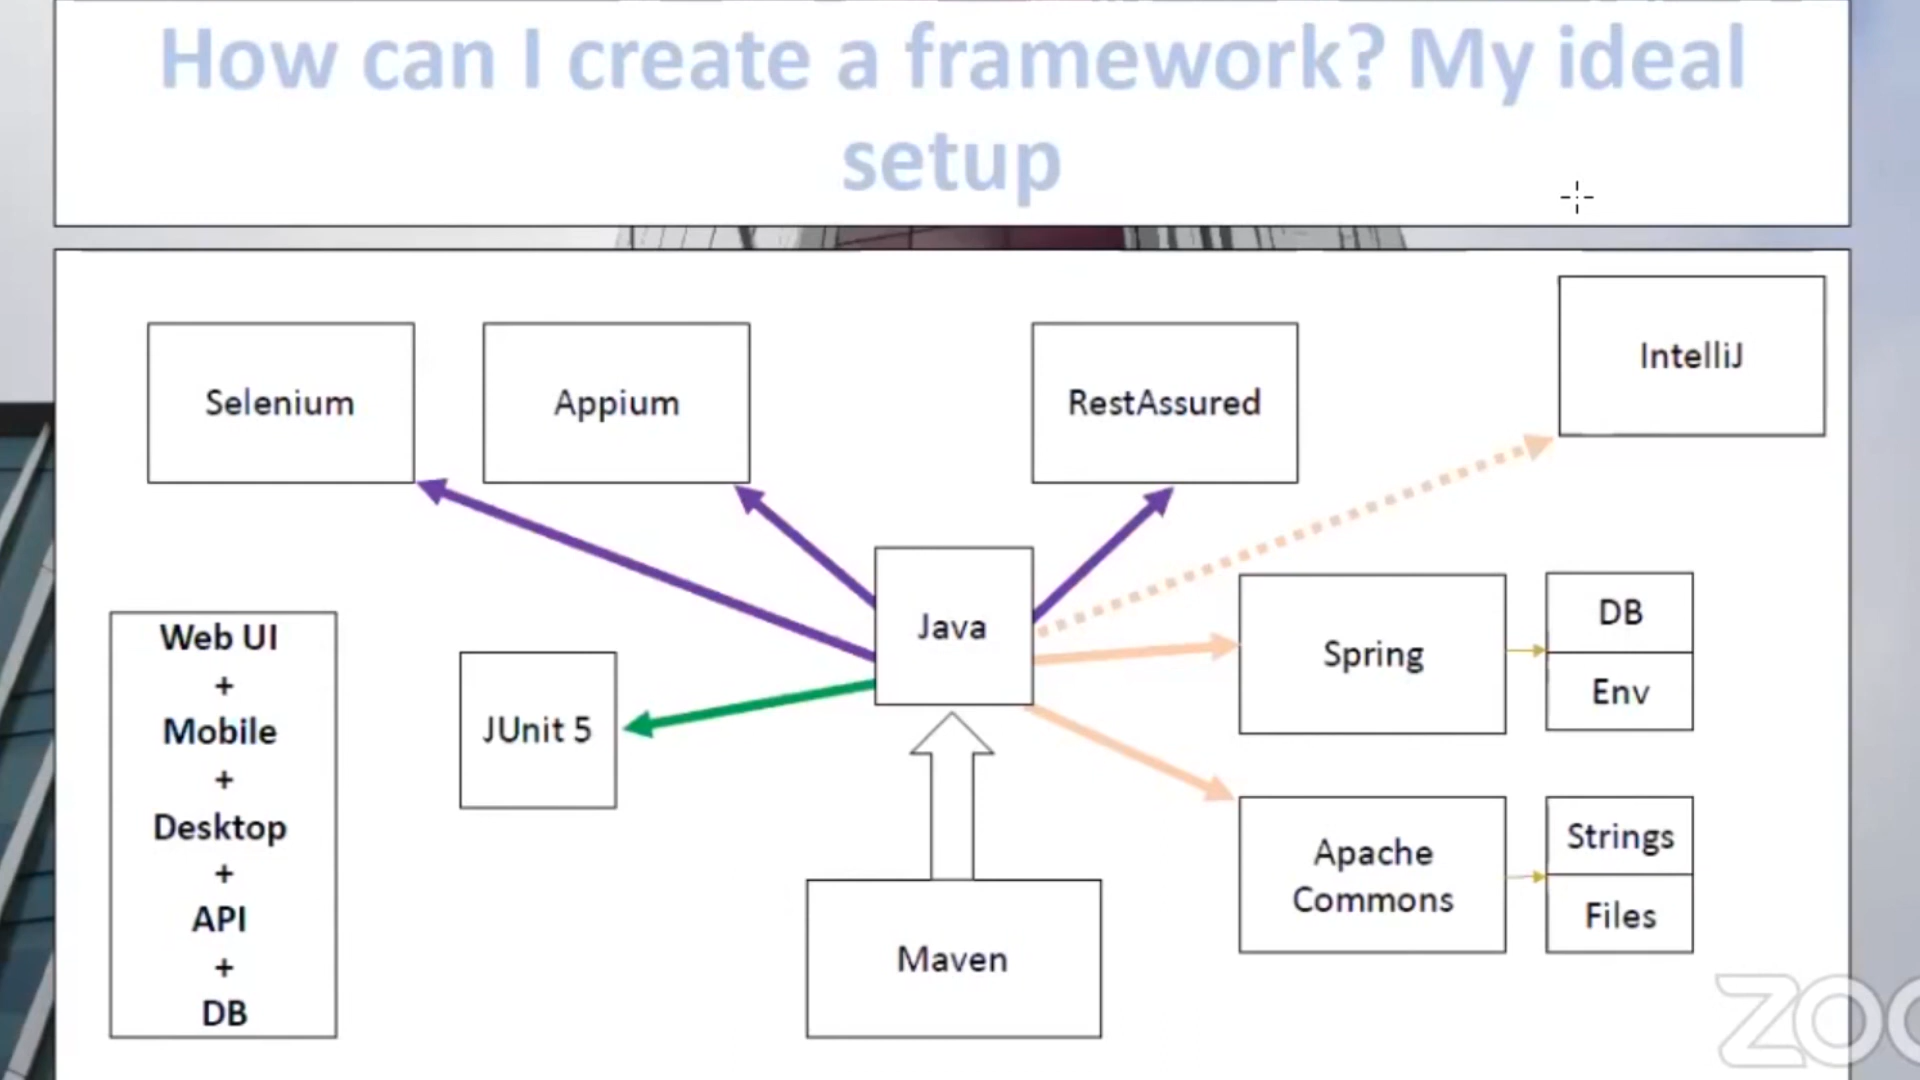 How can I create a framework? My ideal
setup
Selenium
Appium
RestAssured
IntelliJ
Java
Spring
DB
Env
JUnit 5
Web UI
+
Mobile
+
Desktop
+
API
+
DB
Maven
Apache
Commons
Strings
Files